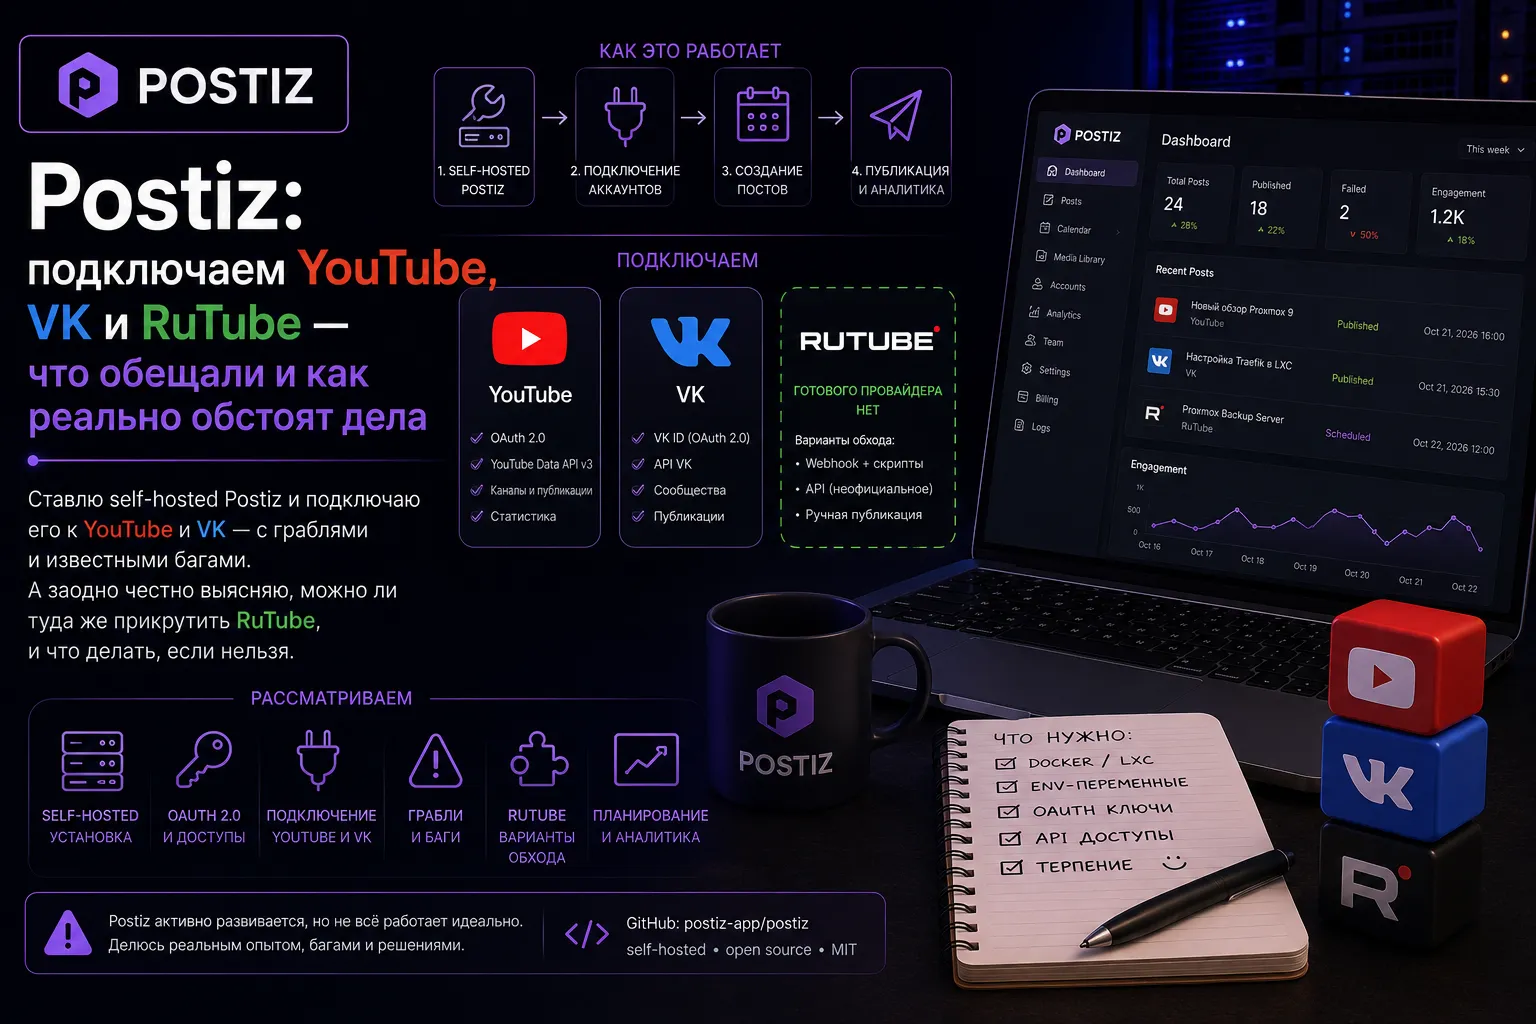 POSTIZ
Postiz:
подключаем YouTube,
VK и RuTube —
что обещали и как
реально обстоят дела
Ставлю self-hosted Postiz и подключаю
его к YouTube и VK — с граблями
и известными багами.
А заодно честно выясняю, можно ли
туда же прикрутить RuTube,
и что делать, если нельзя.
КАК ЭТО РАБОТАЕТ
1. SELF-HOSTED
POSTIZ
2. ПОДКЛЮЧЕНИЕ
АККАУНТОВ
3. СОЗДАНИЕ
ПОСТОВ
4. ПУБЛИКАЦИЯ
И АНАЛИТИКА
ПОДКЛЮЧАЕМ
YouTube
OAuth 2.0
YouTube Data API v3
Каналы и публикации
Статистика
VK
VK ID (OAuth 2.0)
API VK
Сообщества
Публикации
RUTUBE
ГОТОВОГО ПРОВАЙДЕРА
НЕТ
Варианты обхода:
• Webhook + скрипты
• API (неофициальное)
• Ручная публикация
РАССМАТРИВАЕМ
SELF-HOSTED
УСТАНОВКА
OAUTH 2.0
И ДОСТУПЫ
ПОДКЛЮЧЕНИЕ
YOUTUBE И VK
ГРАБЛИ
И БАГИ
RUTUBE
ВАРИАНТЫ
ОБХОДА
ПЛАНИРОВАНИЕ
И АНАЛИТИКА
Postiz активно развивается, но не всё работает идеально.
Делюсь реальным опытом, багами и решениями.
</>
GitHub: postiz-app/postiz
self-hosted • open source • MIT
POSTIZ
Dashboard
Posts
Calendar
Media Library
Accounts
Analytics
Team
Settings
Billing
Logs
Dashboard
This week
Total Posts
24
28%
Published
18
22%
Failed
2
50%
Engagement
1.2K
18%
Recent Posts
Новый обзор Proxmox 9
YouTube
Published
Oct 21, 2026 16:00
VK
Настройка Traefik в LXC
VK
Published
Oct 21, 2026 15:30
R
Proxmox Backup Server
RuTube
Scheduled
Oct 22, 2026 12:00
Engagement
1K
500
0
Oct 16
Oct 17
Oct 18
Oct 19
Oct 20
Oct 21
Oct 22
POSTIZ
ЧТО НУЖНО:
DOCKER / LXC
ENV-ПЕРЕМЕННЫЕ
OAUTH КЛЮЧИ
API ДОСТУПЫ
ТЕРПЕНИЕ
VK
R